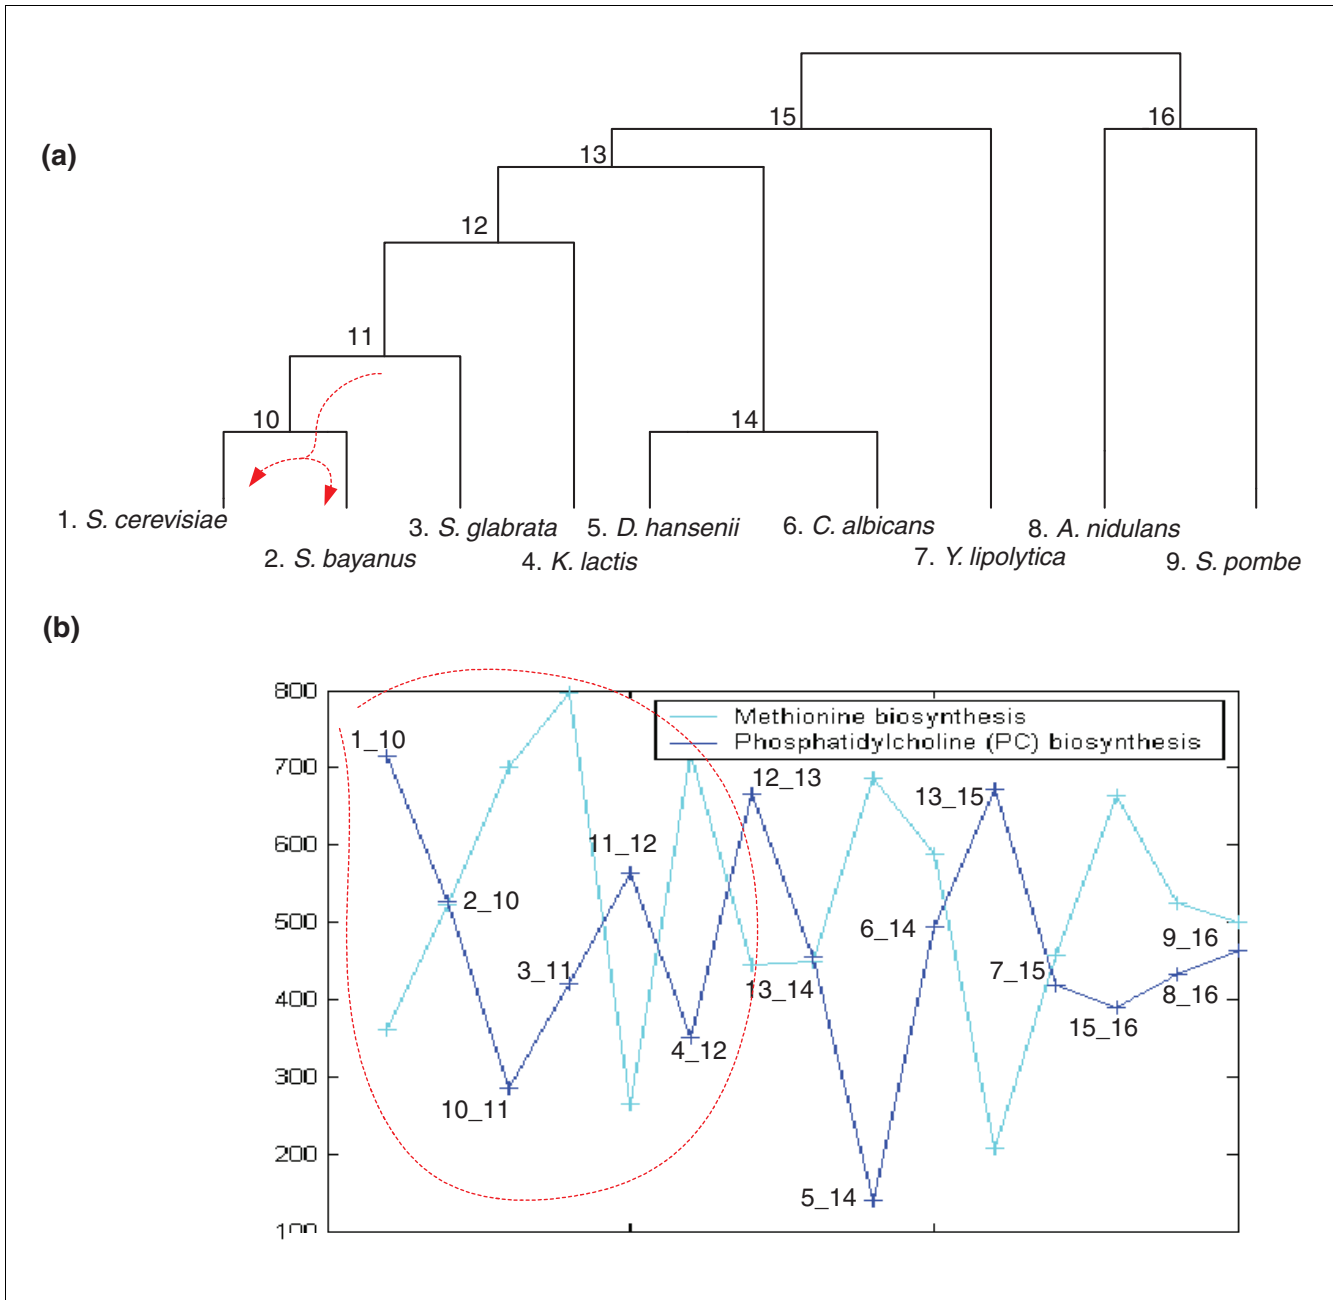 (a)
15
16
13
12
11
10
14
1. S. cerevisiae
2. S. bayanus
3. S. glabrata
4. K. lactis
5. D. hansenii
6. C. albicans
7. Y. lipolytica
8. A. nidulans
9. S. pombe
(b)
800
700
600
500
400
300
200
100
Methionine biosynthesis
Phosphatidylcholine (PC) biosynthesis
1_10
2_10
10_11
3_11
11_12
4_12
12_13
13_14
5_14
6_14
13_15
7_15
15_16
8_16
9_16